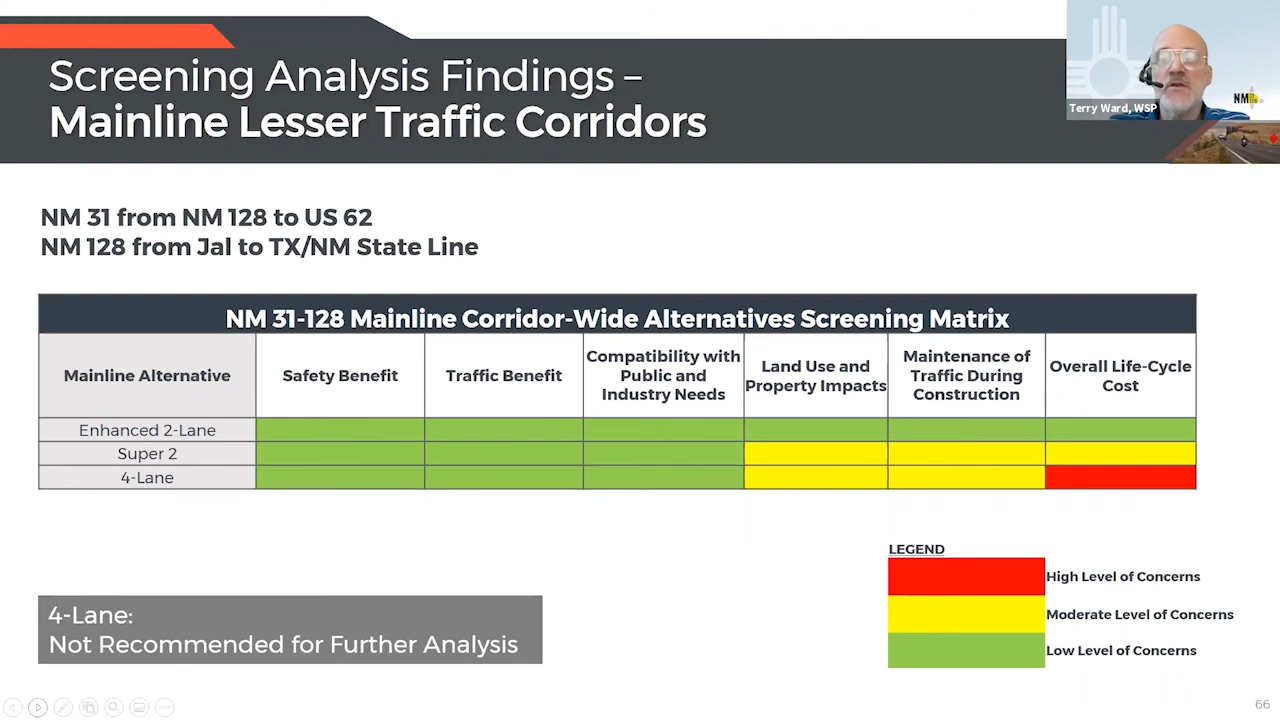 Screening Analysis Findings –
Mainline Lesser Traffic Corridors
Terry Ward, WSP
NM
NM 31 from NM 128 to US 62
NM 128 from Jal to TX/NM State Line
NM 31-128 Mainline Corridor-Wide Alternatives Screening Matrix
Mainline Alternative
Safety Benefit
Traffic Benefit
Compatibility with
Public and
Industry Needs
Land Use and
Property Impacts
Maintenance of
Traffic During
Construction
Overall Life-Cycle
Cost
Enhanced 2-Lane
Super 2
4-Lane
LEGEND
High Level of Concerns
Moderate Level of Concerns
Low Level of Concerns
4-Lane:
Not Recommended for Further Analysis
66